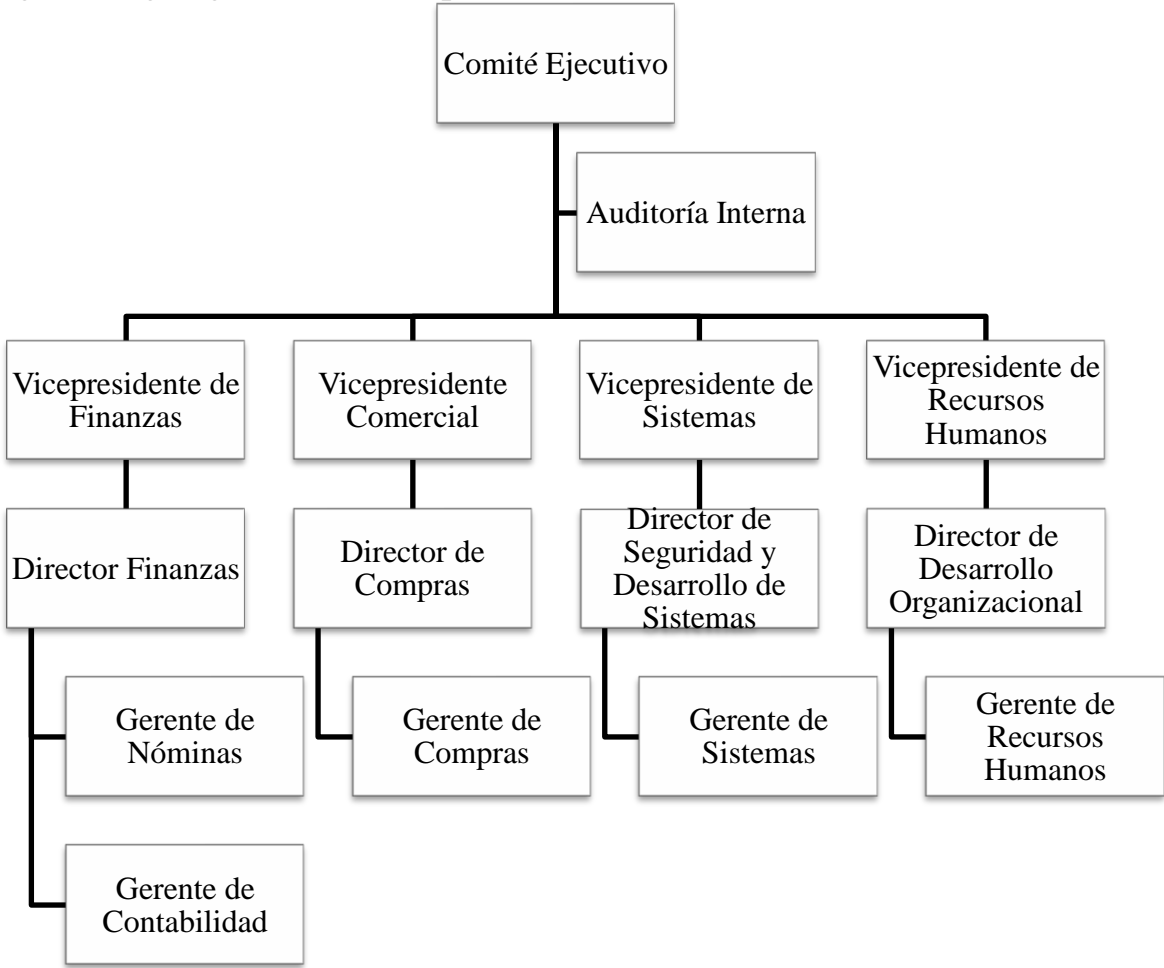 Comité Ejecutivo
Auditoría Interna
Vicepresidente de
Finanzas
Vicepresidente
Comercial
Vicepresidente de
Sistemas
Vicepresidente de
Recursos
Humanos
Director Finanzas
Director de
Compras
Director de
Seguridad y
Desarrollo de
Sistemas
Director de
Desarrollo
Organizacional
Gerente de
Nóminas
Gerente de
Compras
Gerente de
Sistemas
Gerente de
Recursos
Humanos
Gerente de
Contabilidad